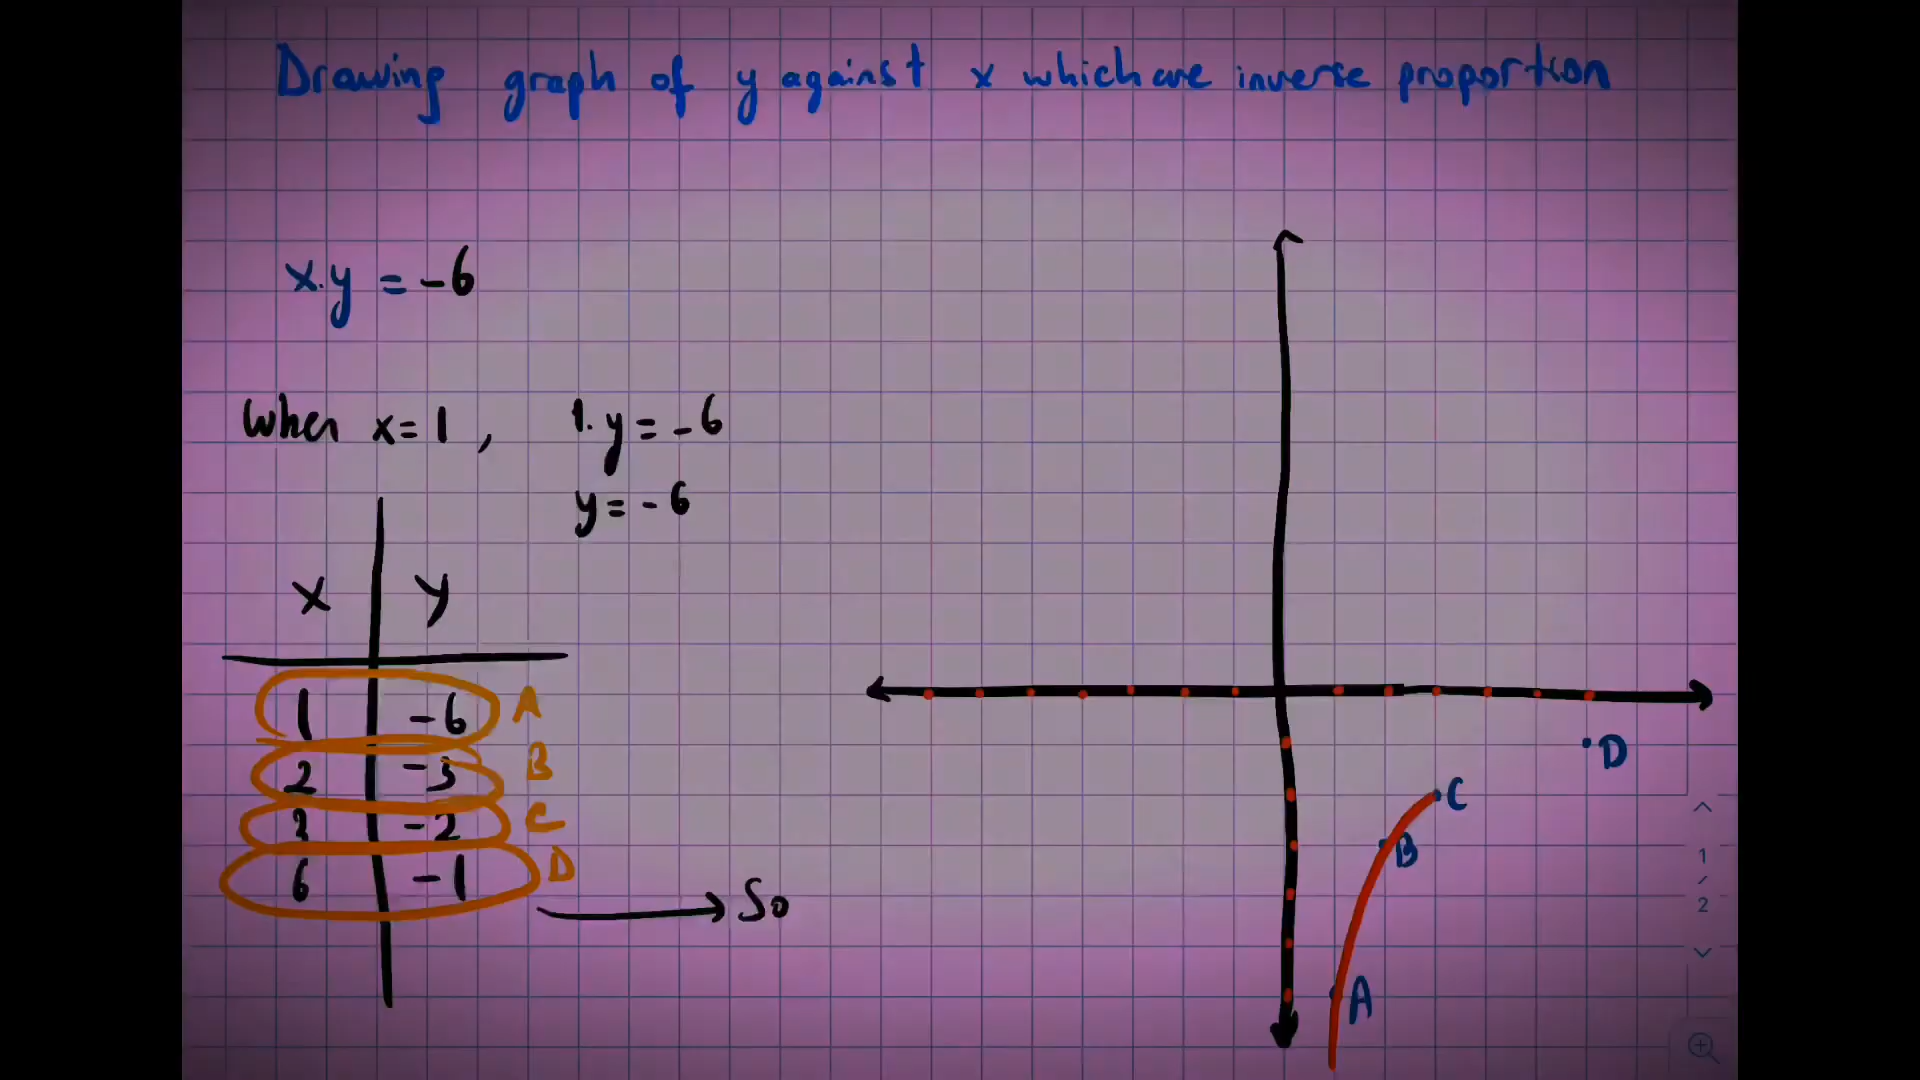 Drawing graph of y against x which are inverse proportion
x.y = -6
When x=1, 1.y = -6
y = -6
x y
1 -6 A
2 -3 B
3 -2 C
6 -1 D
So
D
C
B
A
1
/
2